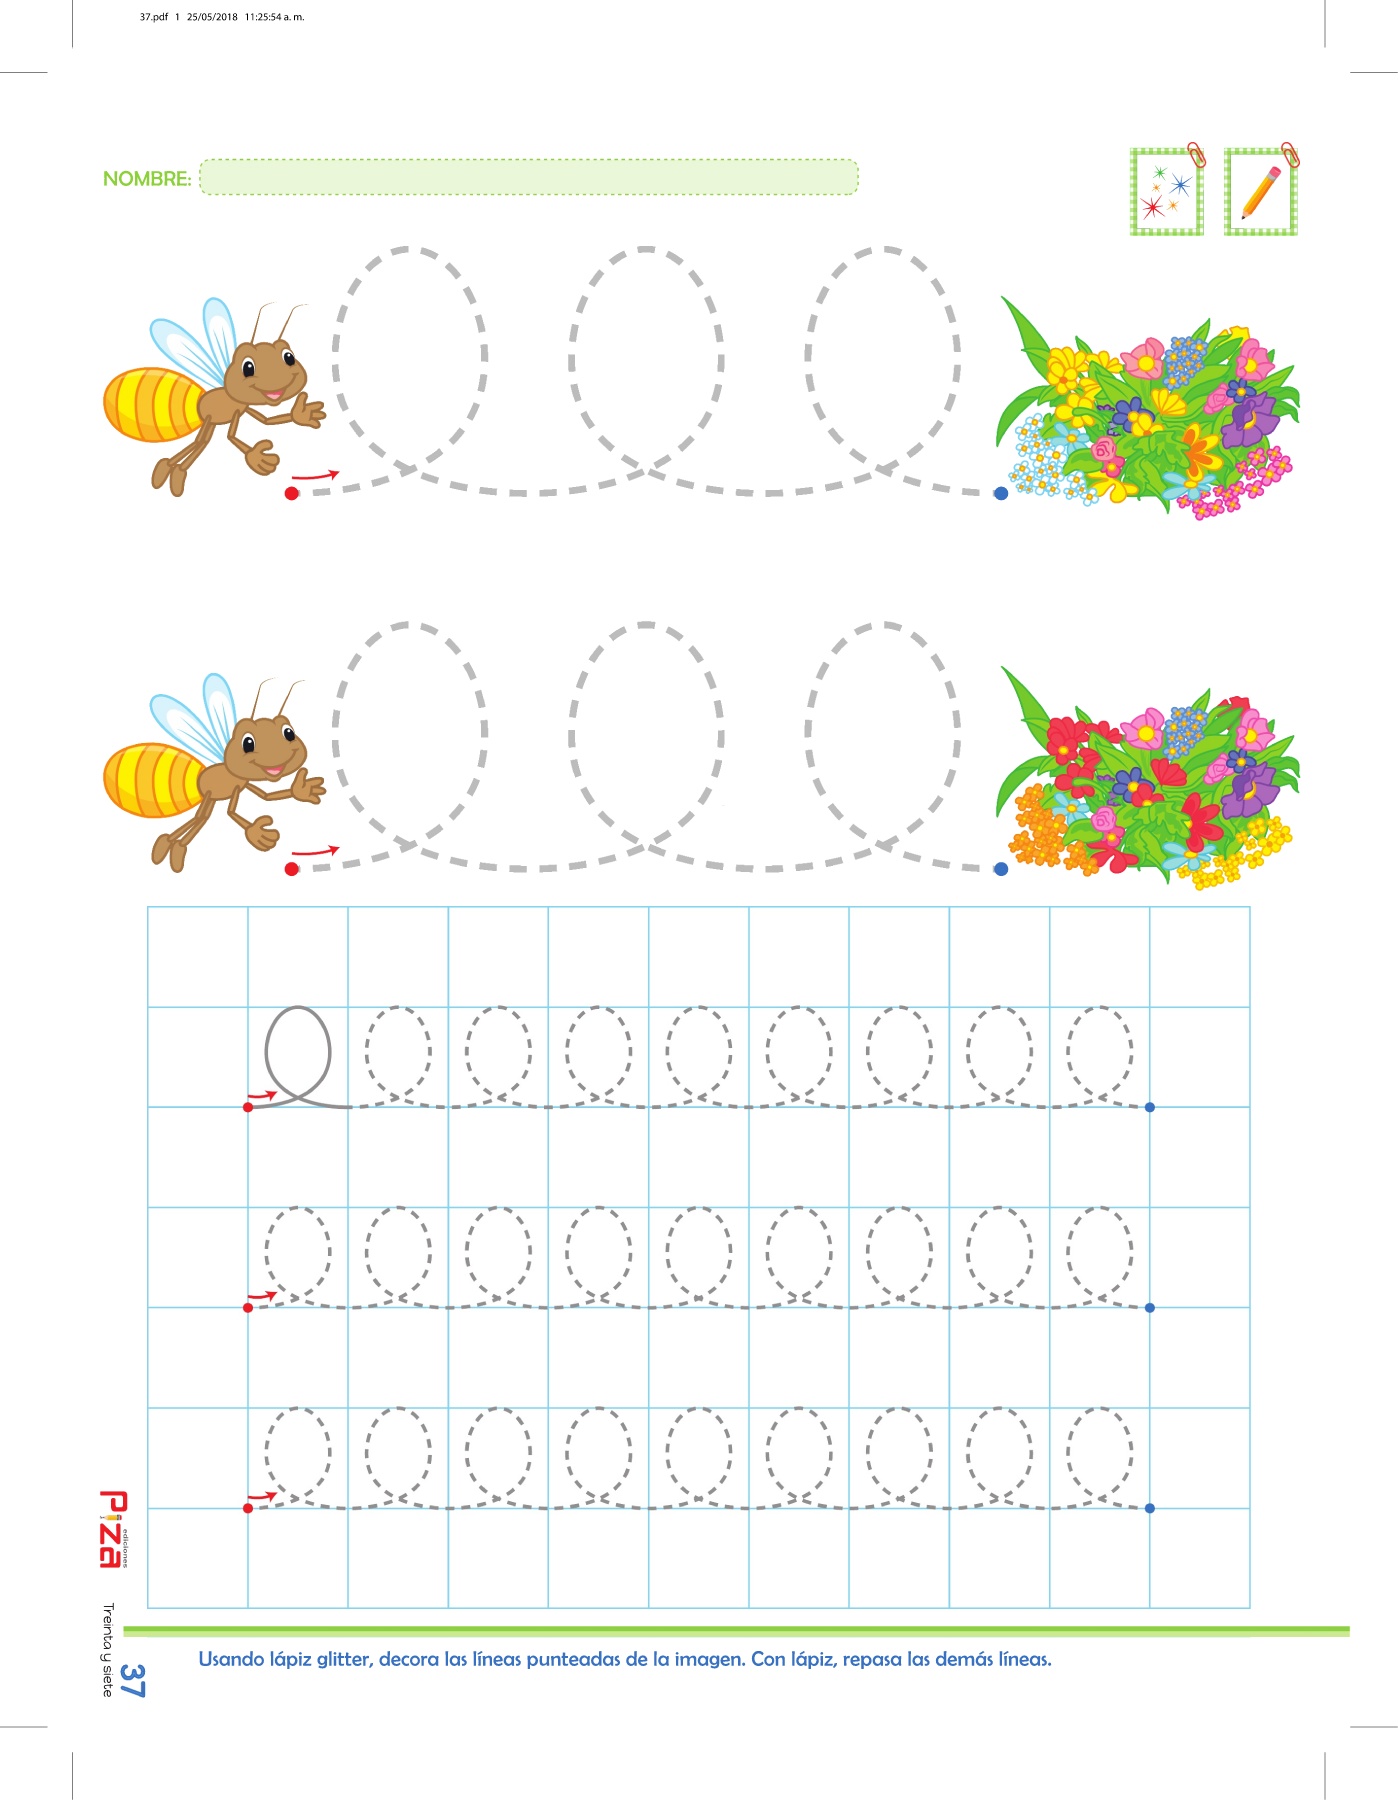 37.pdf 1 25/05/2018 11:25:54 a. m.
NOMBRE:
Piza
ediciones
Treinta y siete
37
Usando lápiz glitter, decora las líneas punteadas de la imagen. Con lápiz, repasa las demás líneas.